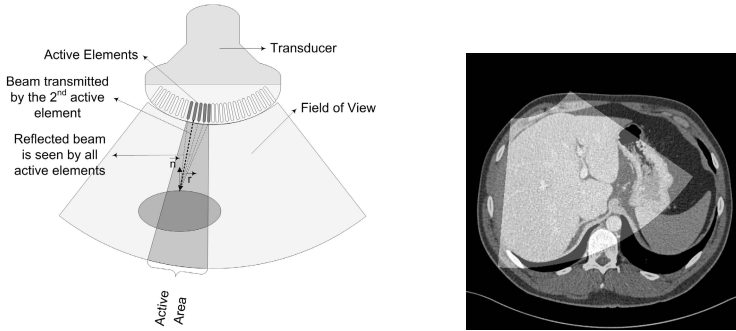 Transducer
Active Elements
Beam transmitted
by the 2nd active
element
Field of View
Reflected beam
is seen by all
active elements
n
r
Active
Area